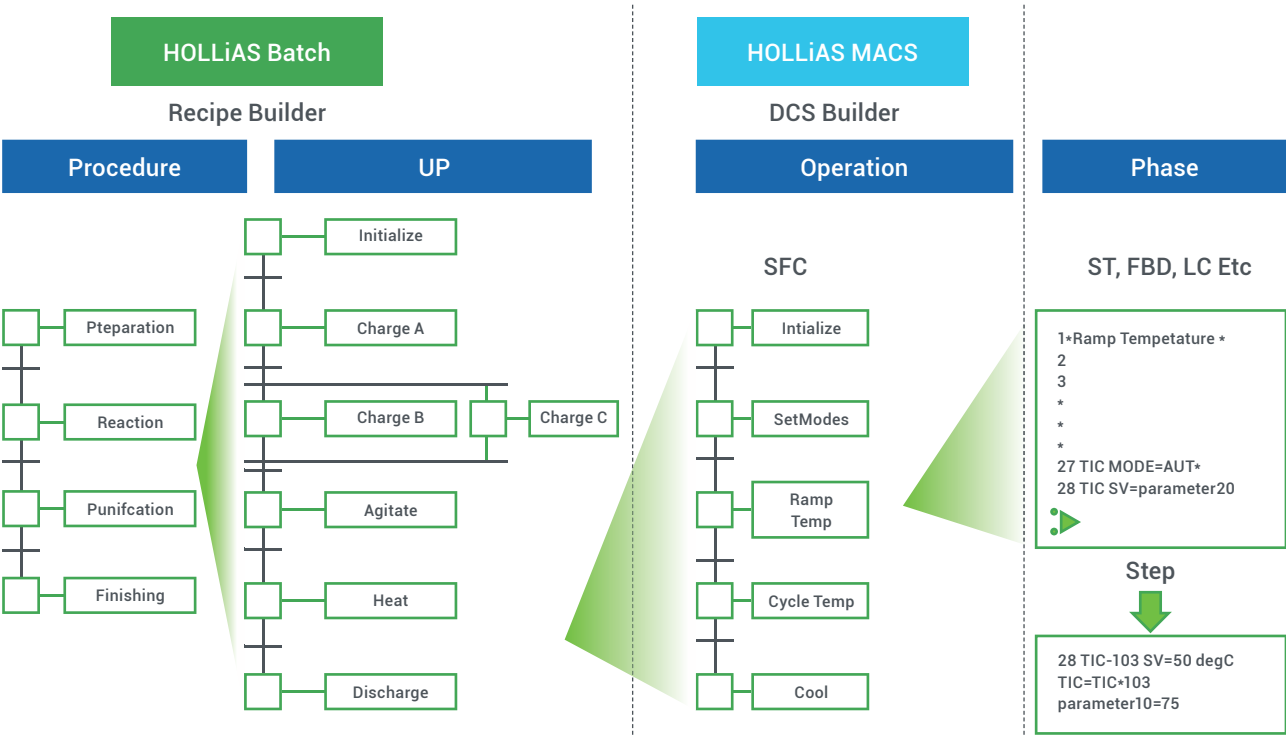 HOLLiAS Batch
HOLLiAS MACS
Recipe Builder
DCS Builder
Procedure
UP
Operation
Phase
Pteparation
Reaction
Punifcation
Finishing
Initialize
Charge A
Charge B
Charge C
Agitate
Heat
Discharge
SFC
Intialize
SetModes
Ramp
Temp
Cycle Temp
Cool
ST, FBD, LC Etc
1*Ramp Tempetature *
2
3
*
*
*
27 TIC MODE=AUT*
28 TIC SV=parameter20
Step
28 TIC-103 SV=50 degC
TIC=TIC*103
parameter10=75